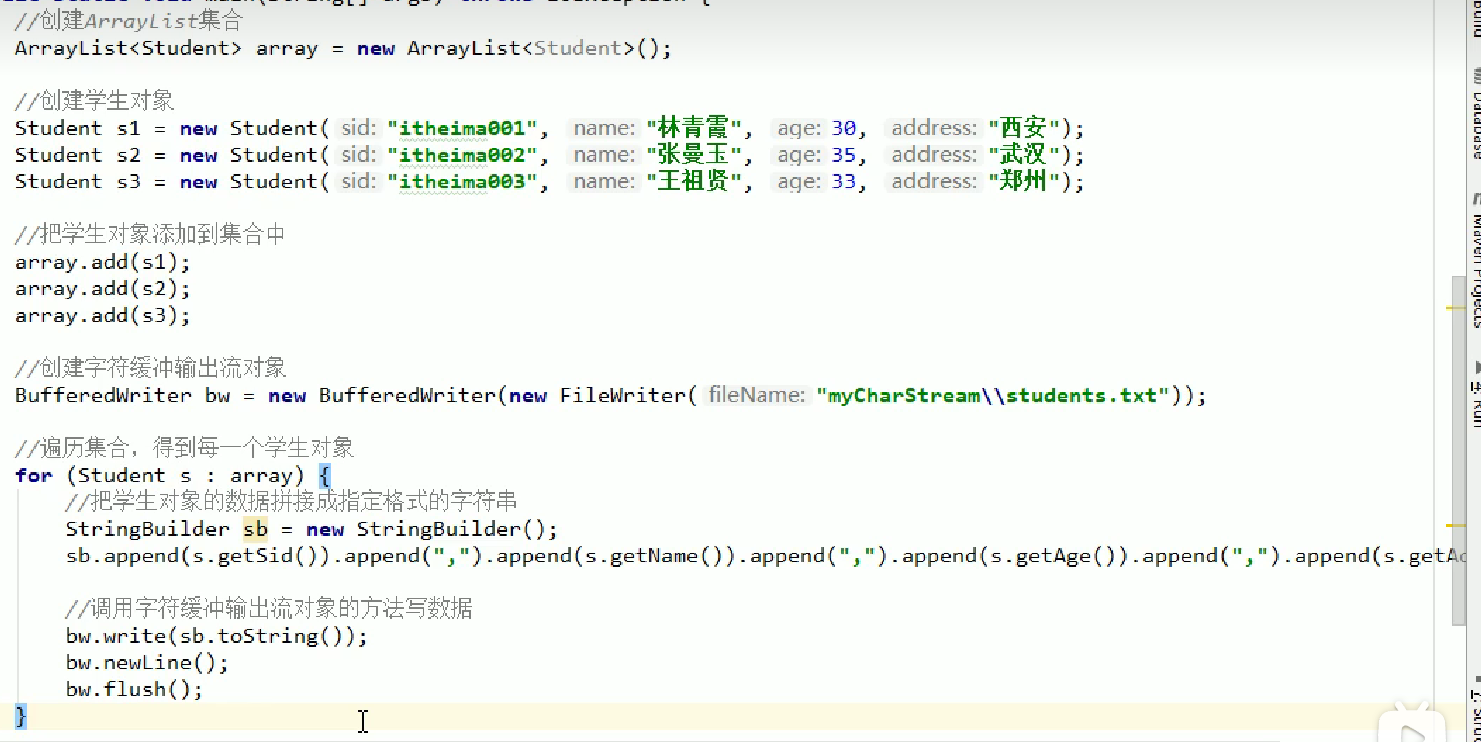 //创建ArrayList集合
ArrayList<Student> array = new ArrayList<Student>();
//创建学生对象
Student s1 = new Student( sid: "itheima001", name: "林青霞", age: 30, address: "西安");
Student s2 = new Student( sid: "itheima002", name: "张曼玉", age: 35, address: "武汉");
Student s3 = new Student( sid: "itheima003", name: "王祖贤", age: 33, address: "郑州");
//把学生对象添加到集合中
array.add(s1);
array.add(s2);
array.add(s3);
//创建字符缓冲输出流对象
BufferedWriter bw = new BufferedWriter(new FileWriter( fileName: "myCharStream\\students.txt"));
//遍历集合，得到每一个学生对象
for (Student s : array) {
//把学生对象的数据拼接成指定格式的字符串
StringBuilder sb = new StringBuilder();
sb.append(s.getSid()).append(",").append(s.getName()).append(",").append(s.getAge()).append(",").append(s.getAd
//调用字符缓冲输出流对象的方法写数据
bw.write(sb.toString());
bw.newLine();
bw.flush();
}
Database
Maven Projects